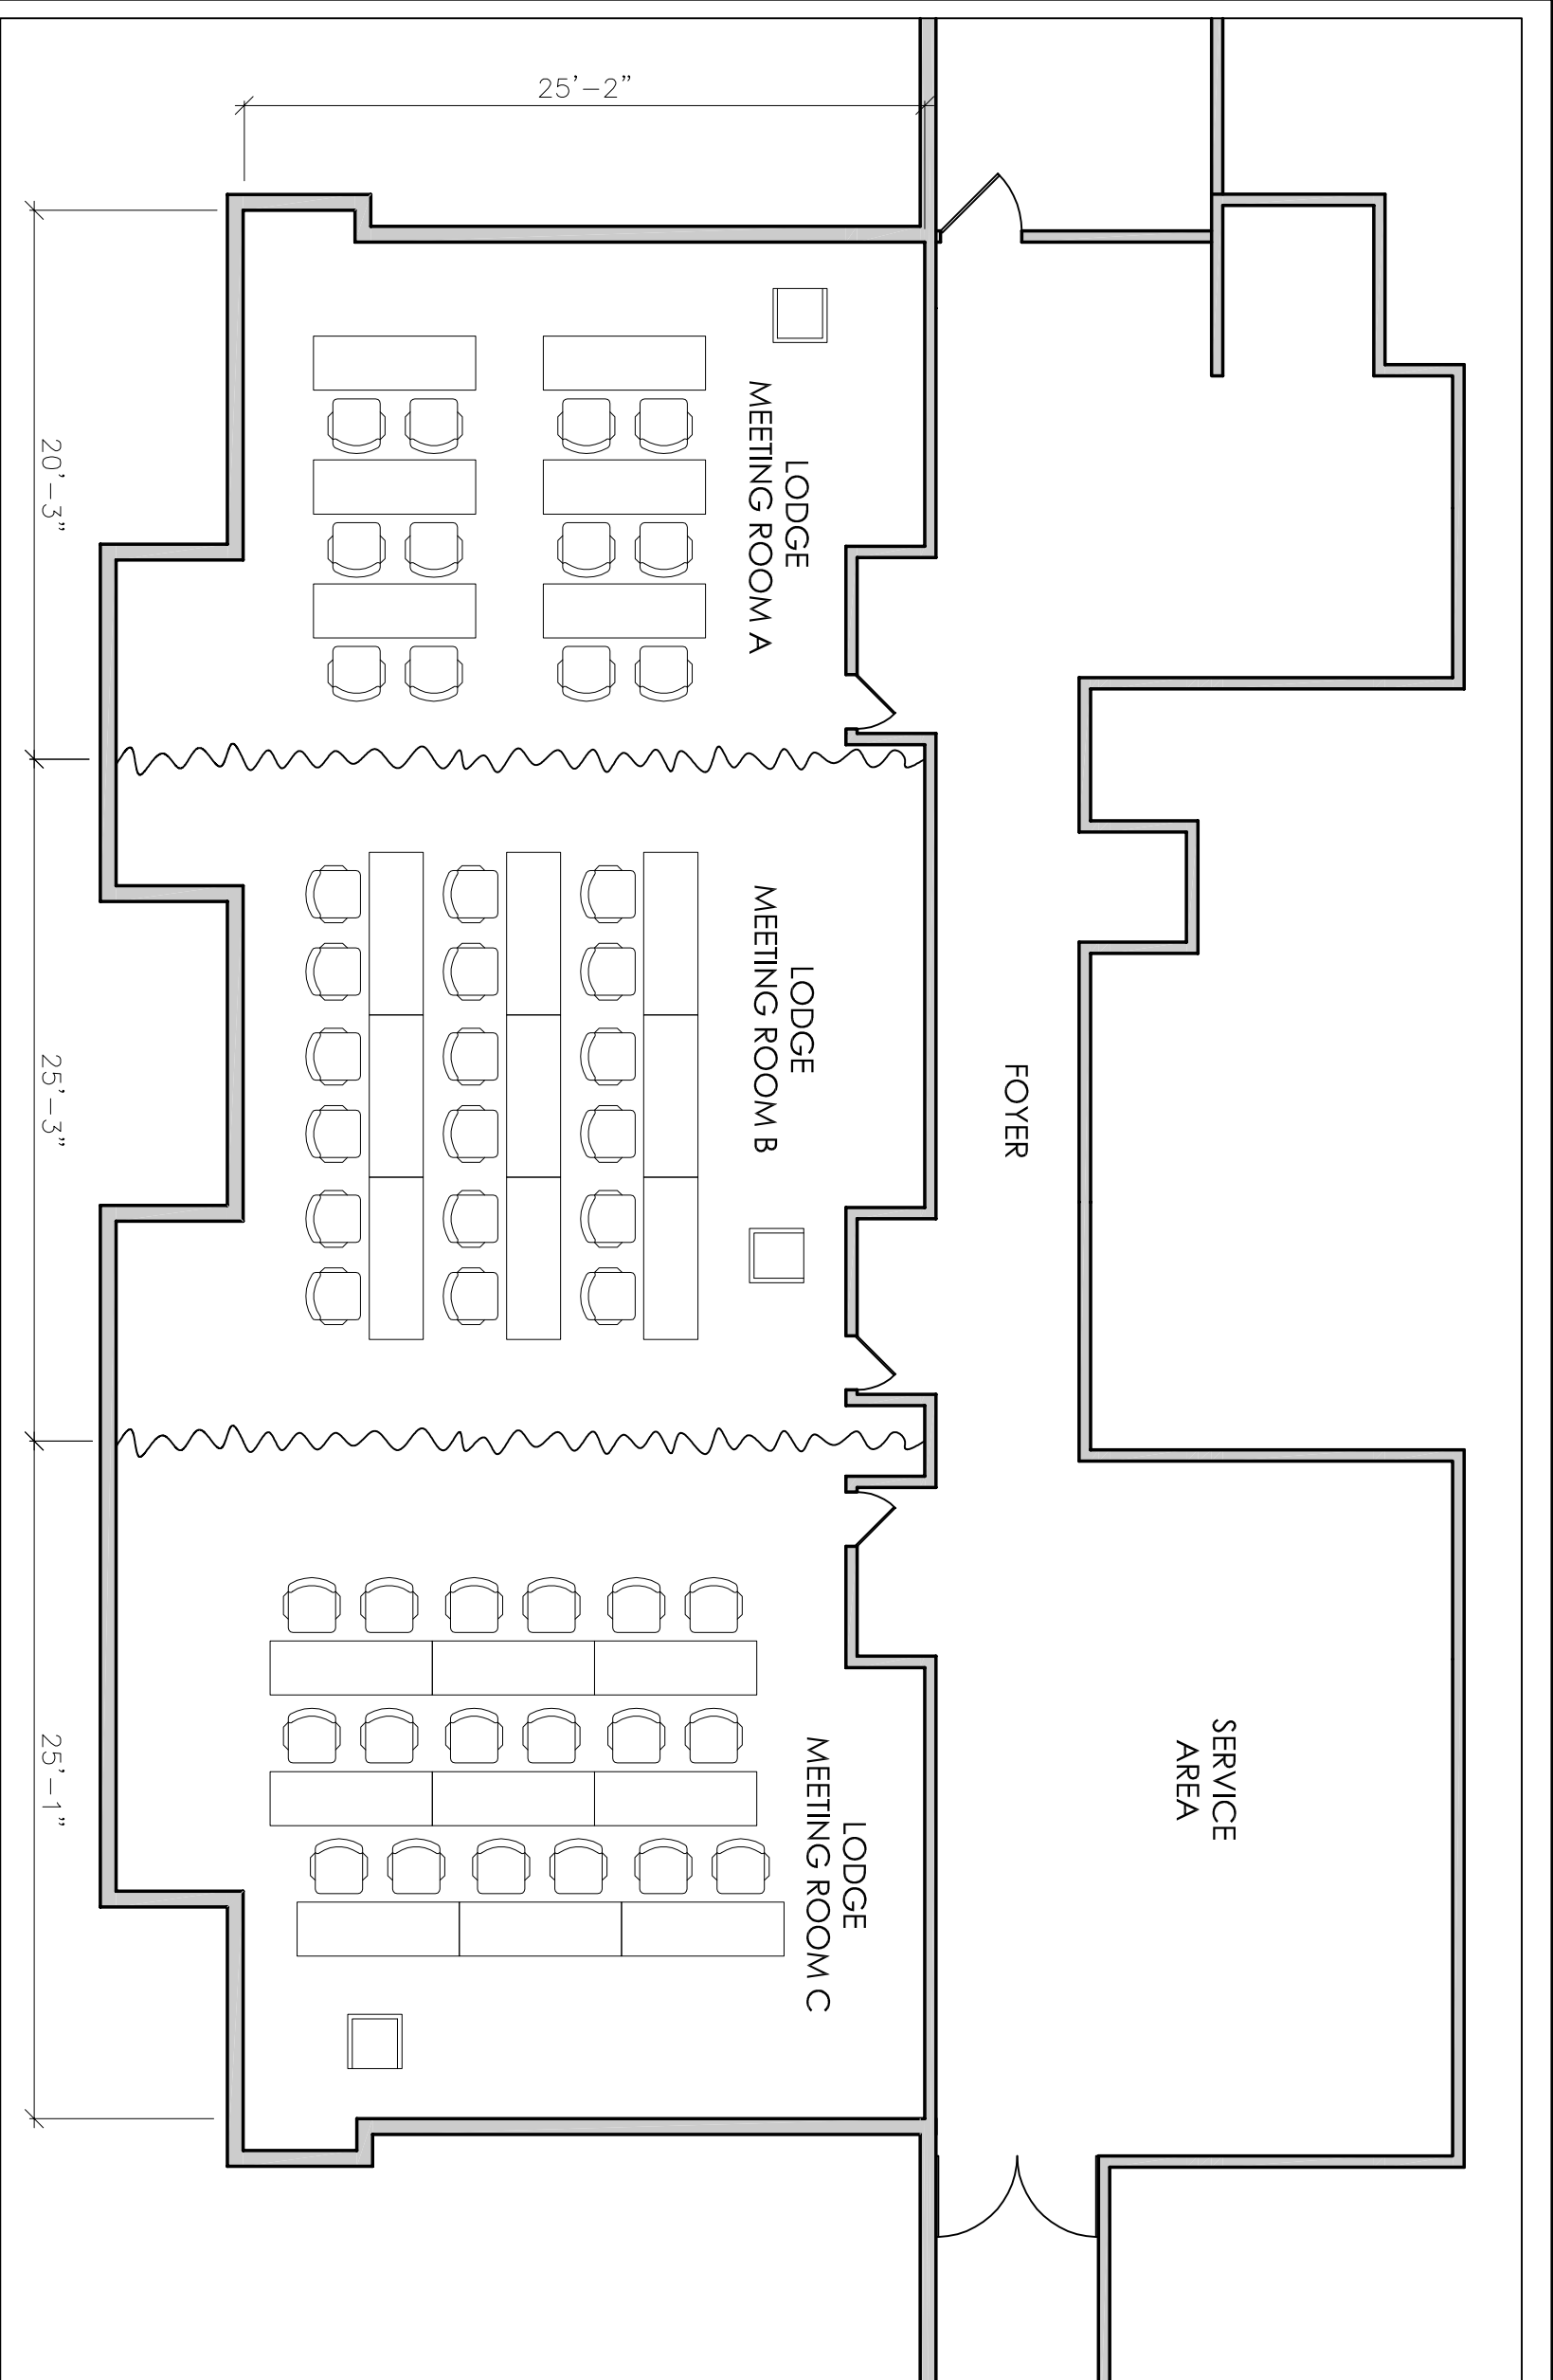 25'-2"
LODGE
MEETING ROOM A
20'-3"
LODGE
MEETING ROOM B
FOYER
25'-3"
SERVICE
AREA
LODGE
MEETING ROOM C
25'-1"